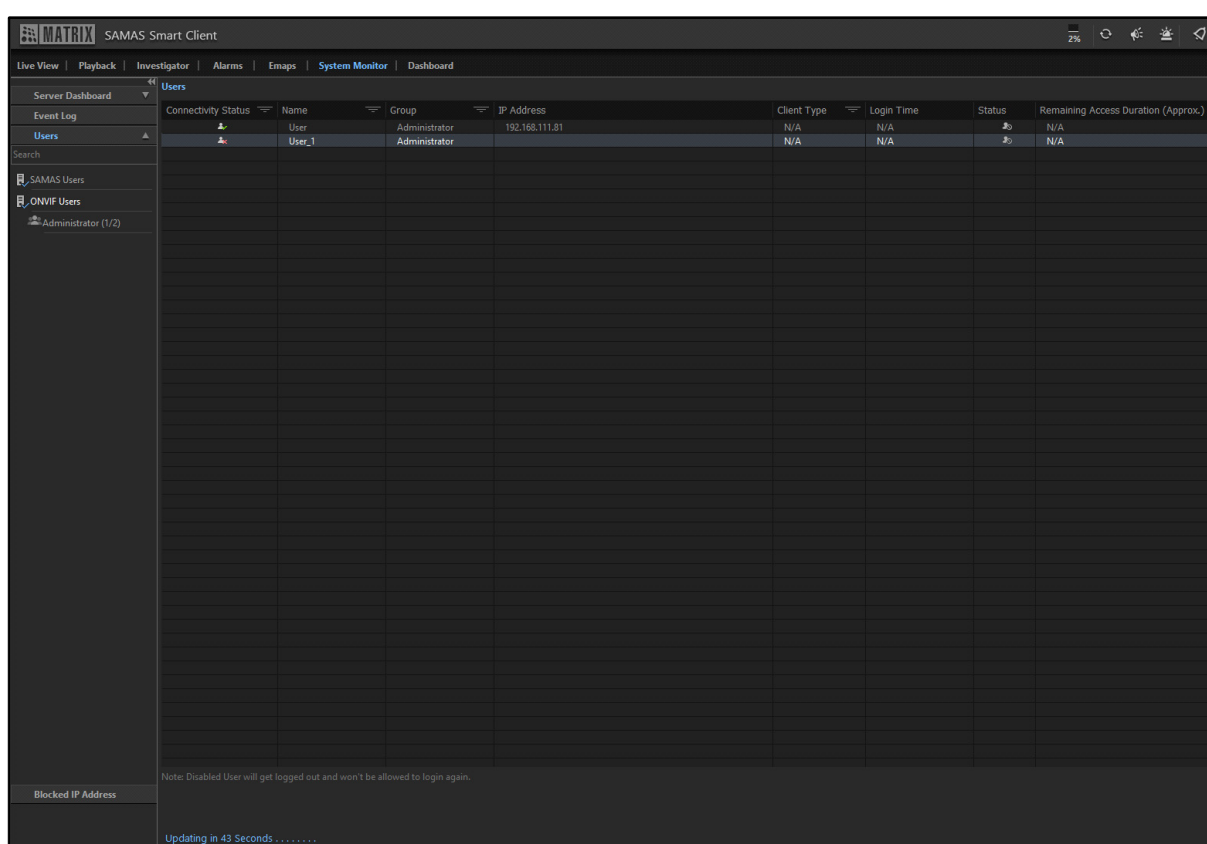 MATRIX SAMAS Smart Client 2%
Live View | Playback | Investigator | Alarms | Emaps | System Monitor | Dashboard
Server Dashboard
Event Log
Users
Search
SAMAS Users
ONVIF Users
Administrator (1/2)
Blocked IP Address
Users
Connectivity Status Name Group IP Address Client Type Login Time Status Remaining Access Duration (Approx.)
User Administrator 192.168.111.81 N/A N/A N/A
User_1 Administrator N/A N/A N/A
Note: Disabled User will get logged out and won't be allowed to login again.
Updating in 43 Seconds . . . . . . . .